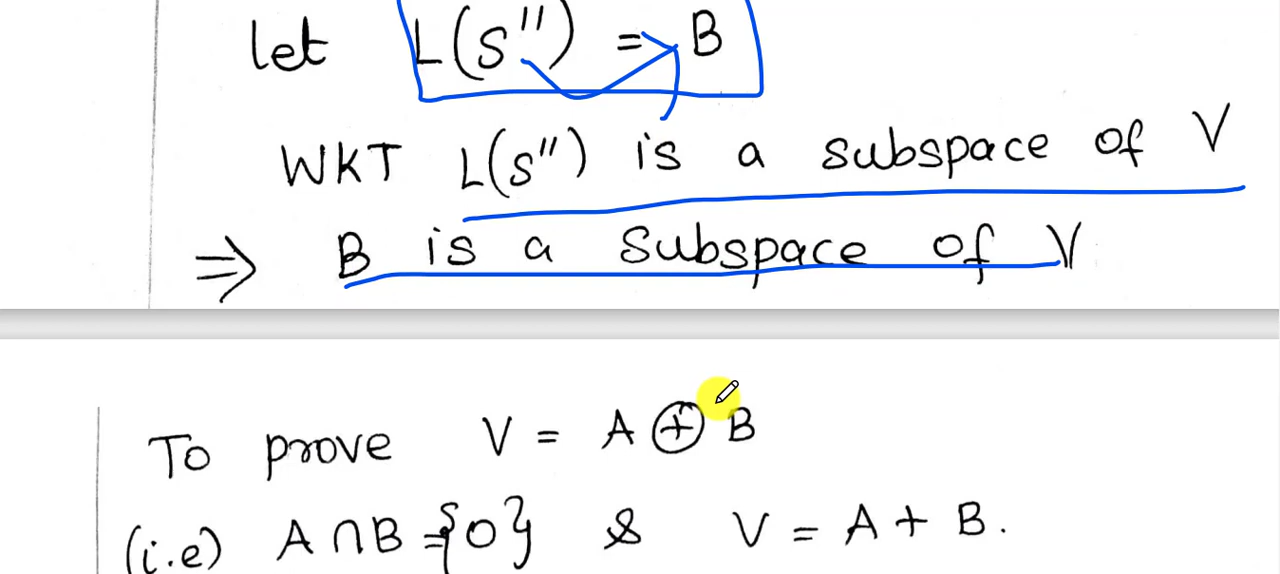 let L(S'') = B
WKT L(S'') is a subspace of V
⇒ B is a subspace of V
To prove V = A ⊕ B
(i.e) A ∩ B = {0} & V = A + B.